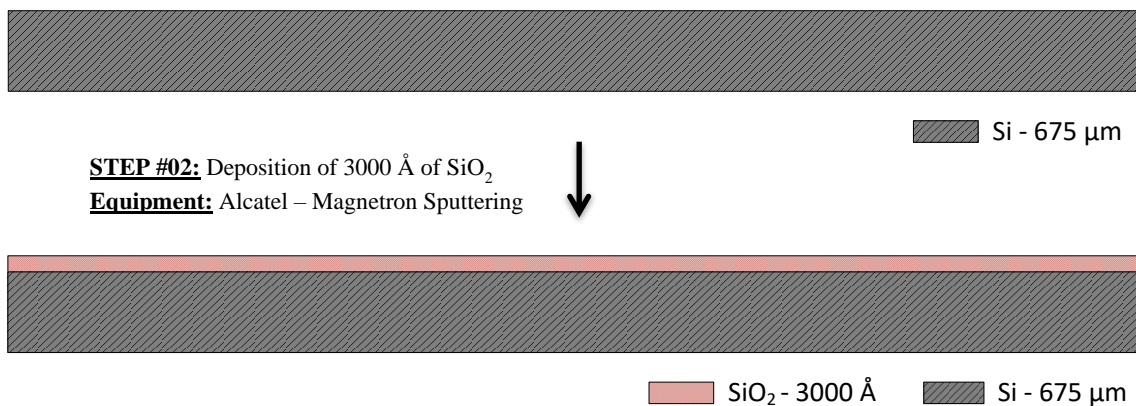 Si - 675 µm
STEP #02: Deposition of 3000 Å of SiO₂
Equipment: Alcatel – Magnetron Sputtering
SiO₂ - 3000 Å Si - 675 µm